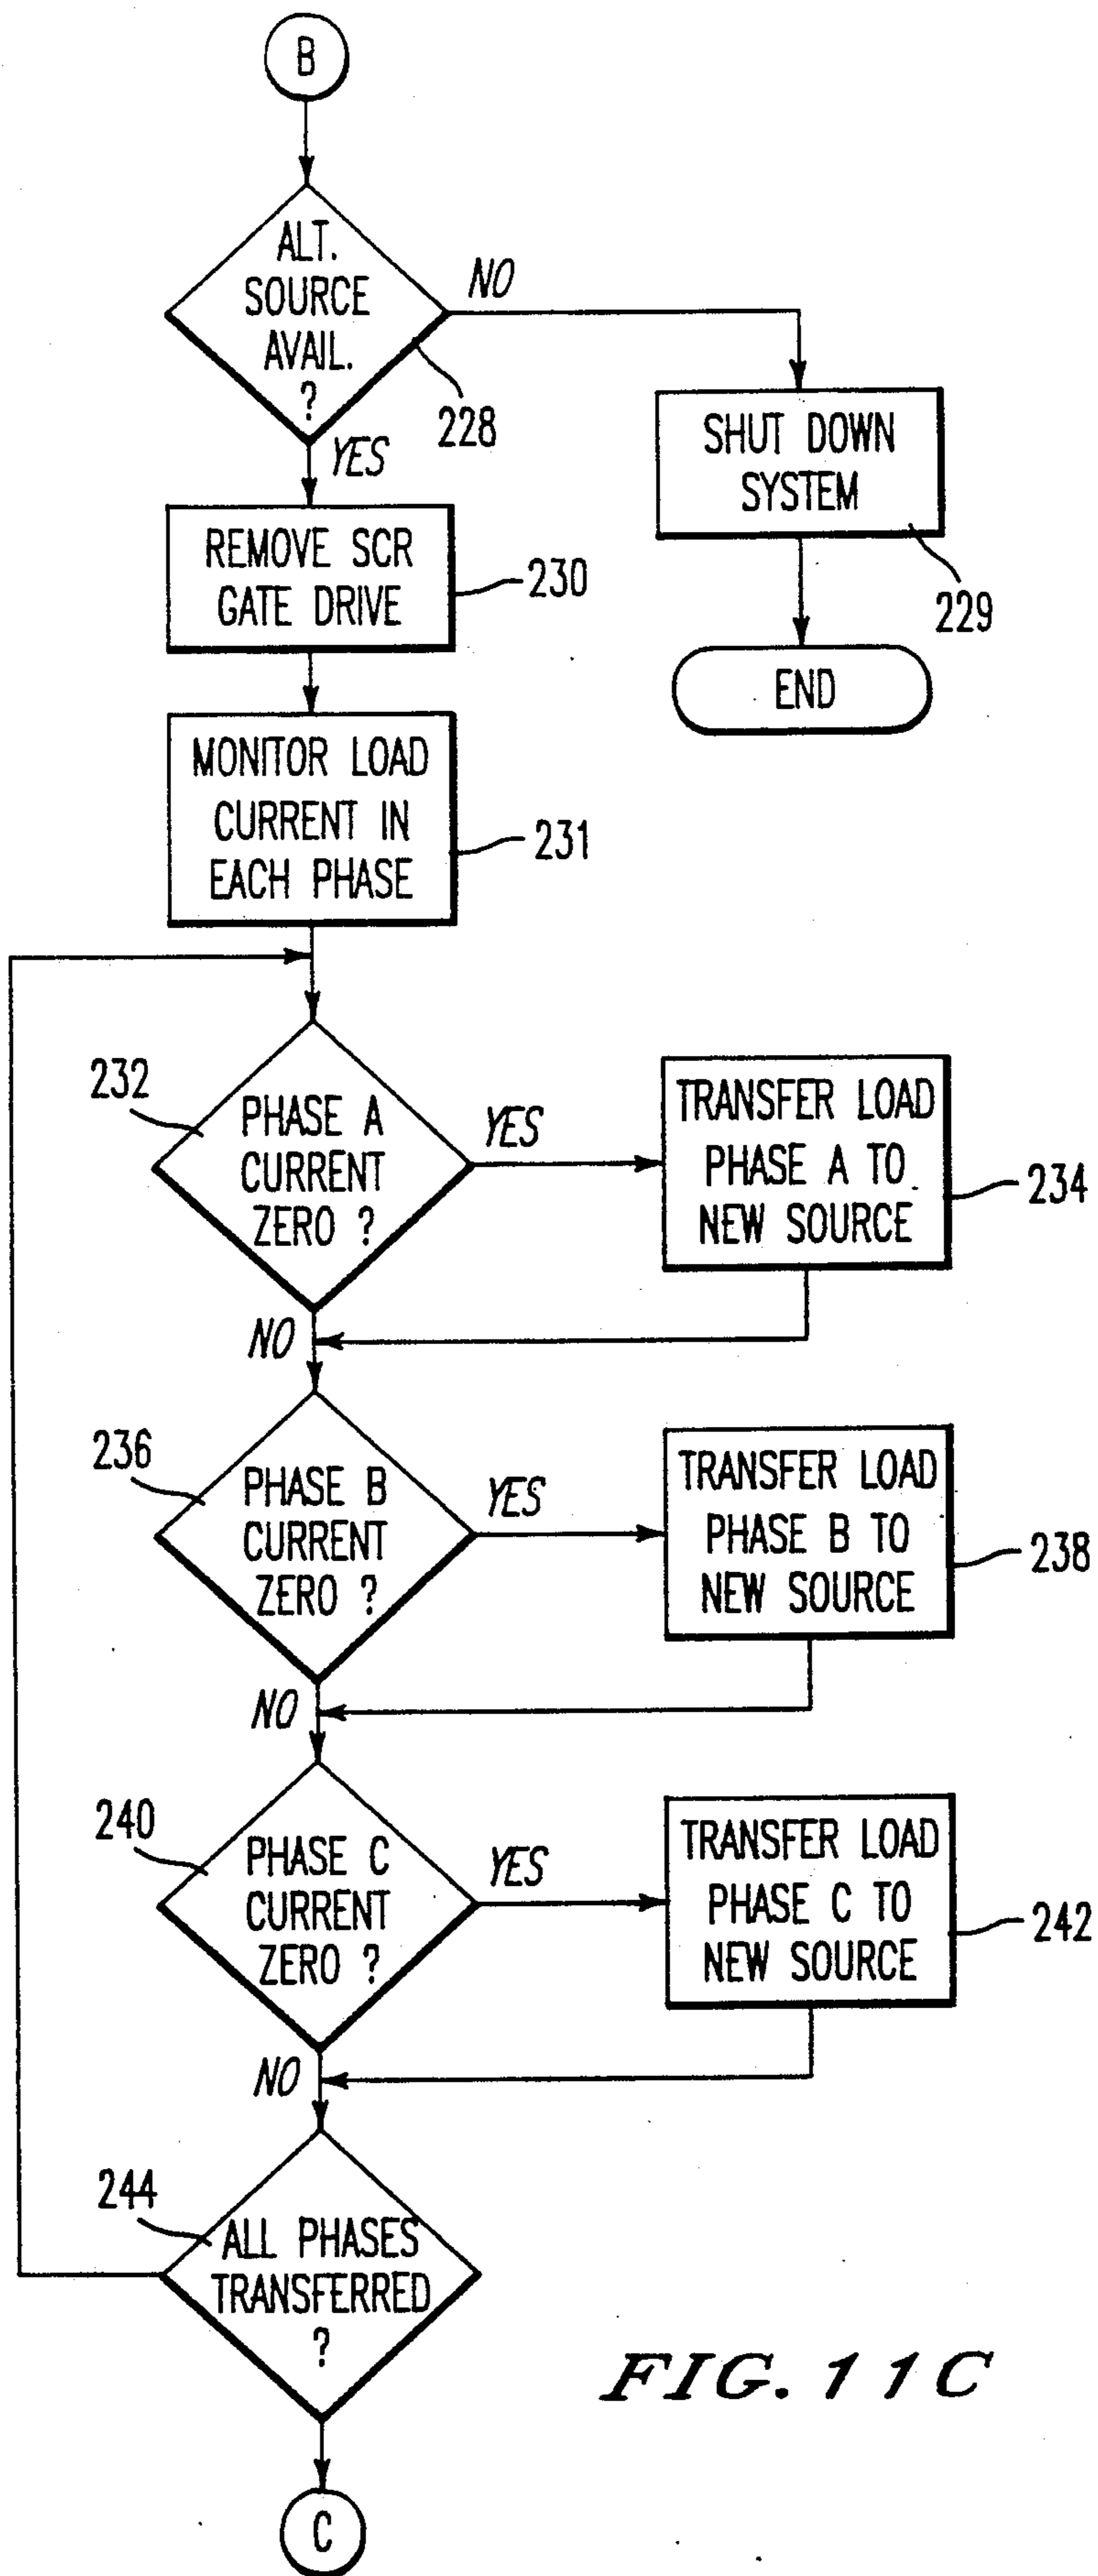 B
ALT.
SOURCE
AVAIL.
?
NO
228
YES
SHUT DOWN
SYSTEM
229
REMOVE SCR
GATE DRIVE
230
END
MONITOR LOAD
CURRENT IN
EACH PHASE
231
232
PHASE A
CURRENT
ZERO ?
YES
TRANSFER LOAD
PHASE A TO
NEW SOURCE
234
NO
236
PHASE B
CURRENT
ZERO ?
YES
TRANSFER LOAD
PHASE B TO
NEW SOURCE
238
NO
240
PHASE C
CURRENT
ZERO ?
YES
TRANSFER LOAD
PHASE C TO
NEW SOURCE
242
NO
244
ALL PHASES
TRANSFERRED
?
FIG. 11C
C